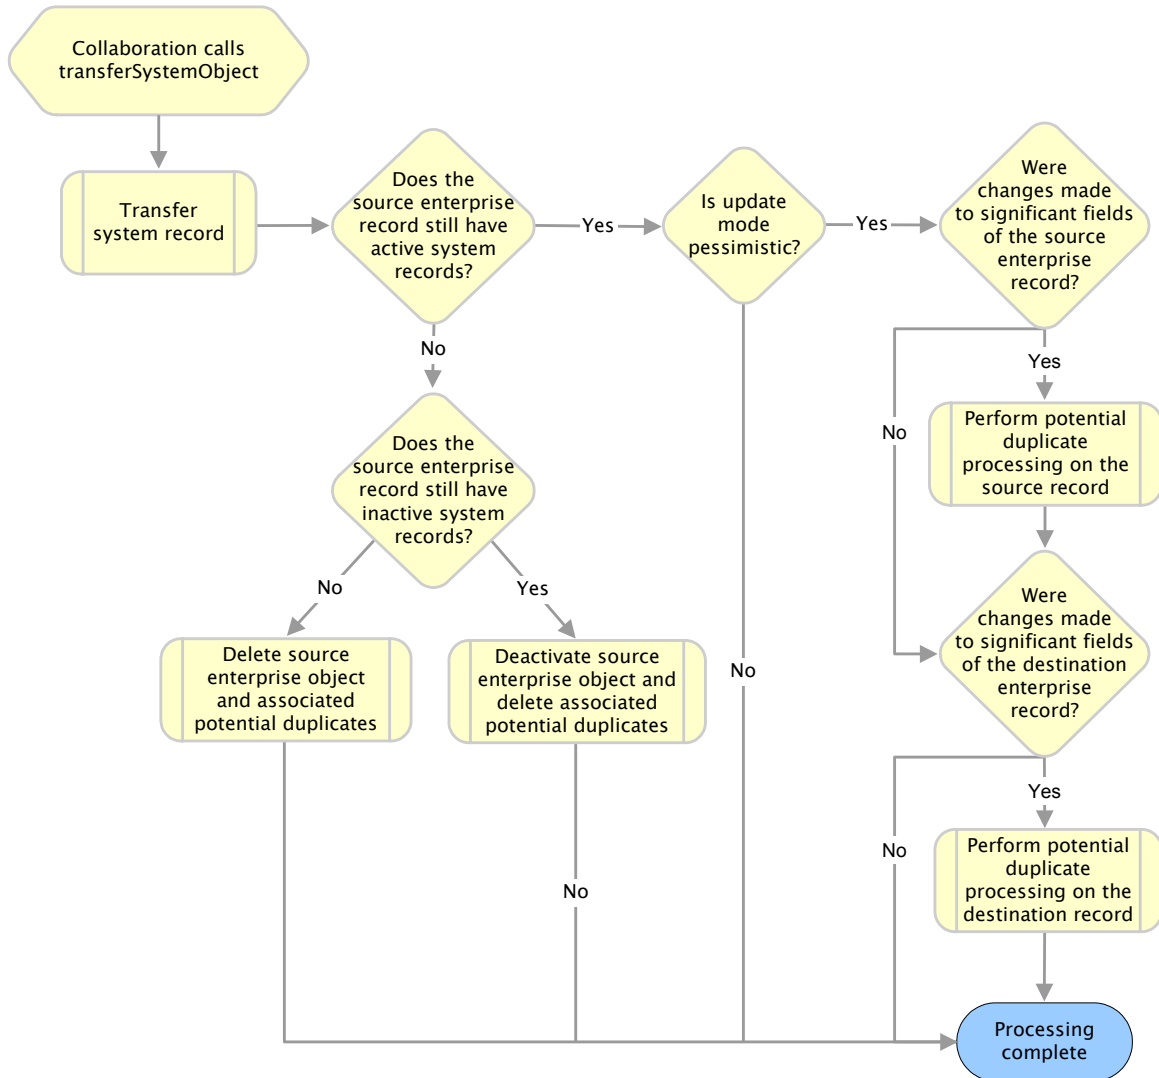 Collaboration calls
transferSystemObject
Transfer
system record
Does the
source enterprise
record still have
active system
records?
Yes
Is update
mode
pessimistic?
Yes
Were
changes made
to significant fields
of the source
enterprise
record?
No
Yes
No
Perform potential
duplicate
processing on the
source record
Does the
source enterprise
record still have
inactive system
records?
No
Yes
Were
changes made
to significant fields
of the destination
enterprise
record?
Delete source
enterprise object
and associated
potential duplicates
Deactivate source
enterprise object and
delete associated
potential duplicates
No
Yes
No
No
Perform potential
duplicate
processing on the
destination record
Processing
complete